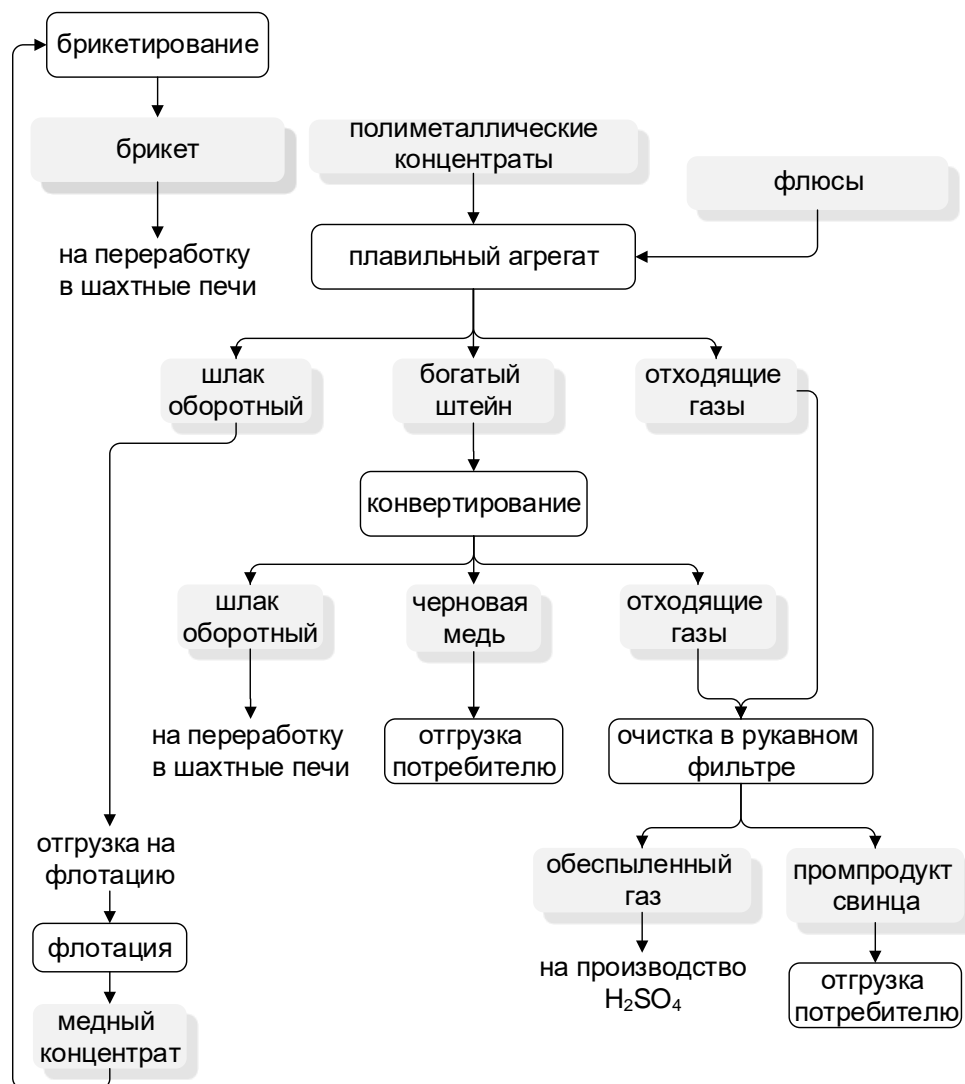 брикетирование
брикет
на переработку
в шахтные печи
полиметаллические
концентраты
флюсы
плавильный агрегат
шлак
оборотный
богатый
штейн
отходящие
газы
конвертирование
шлак
оборотный
черновая
медь
отходящие
газы
на переработку
в шахтные печи
отгрузка
потребителю
очистка в рукавном
фильтре
отгрузка на
флотацию
обеспыленный
газ
промпродукт
свинца
флотация
на производство
H₂SO₄
отгрузка
потребителю
медный
концентрат